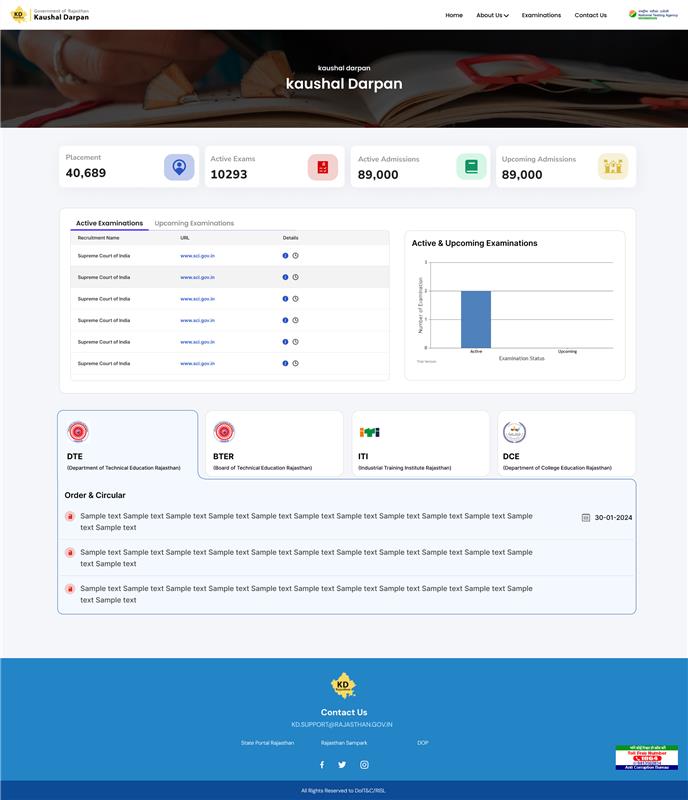 KD
Government of Rajasthan
Kaushal Darpan
Home
About Us
Examinations
Contact Us
National Testing Agency
kaushal darpan
kaushal Darpan
Placement
40,689
Active Exams
10293
Active Admissions
89,000
Upcoming Admissions
89,000
Active Examinations Upcoming Examinations
Recruitment Name URL Details
Supreme Court of India www.sci.gov.in
Supreme Court of India www.sci.gov.in
Supreme Court of India www.sci.gov.in
Supreme Court of India www.sci.gov.in
Supreme Court of India www.sci.gov.in
Supreme Court of India www.sci.gov.in
Active & Upcoming Examinations
Number of Examination
3
2
1
0
Active Upcoming
Examination Status
Trial Version
DTE
(Department of Technical Education Rajasthan)
BTER
(Board of Technical Education Rajasthan)
ITI
(Industrial Training Institute Rajasthan)
DCE
(Department of College Education Rajasthan)
Order & Circular
Sample text Sample text Sample text Sample text Sample text Sample text Sample text Sample text Sample text Sample text Sample
text Sample text
30-01-2024
Sample text Sample text Sample text Sample text Sample text Sample text Sample text Sample text Sample text Sample text Sample
text Sample text
Sample text Sample text Sample text Sample text Sample text Sample text Sample text Sample text Sample text Sample text Sample
text Sample text
KD
Contact Us
KD.SUPPORT@RAJASTHAN.GOV.IN
State Portal Rajasthan Rajasthan Sampark DOP
Toll Free Number
1064
Anti Corruption Bureau
All Rights Reserved to DoIT&C/RISL